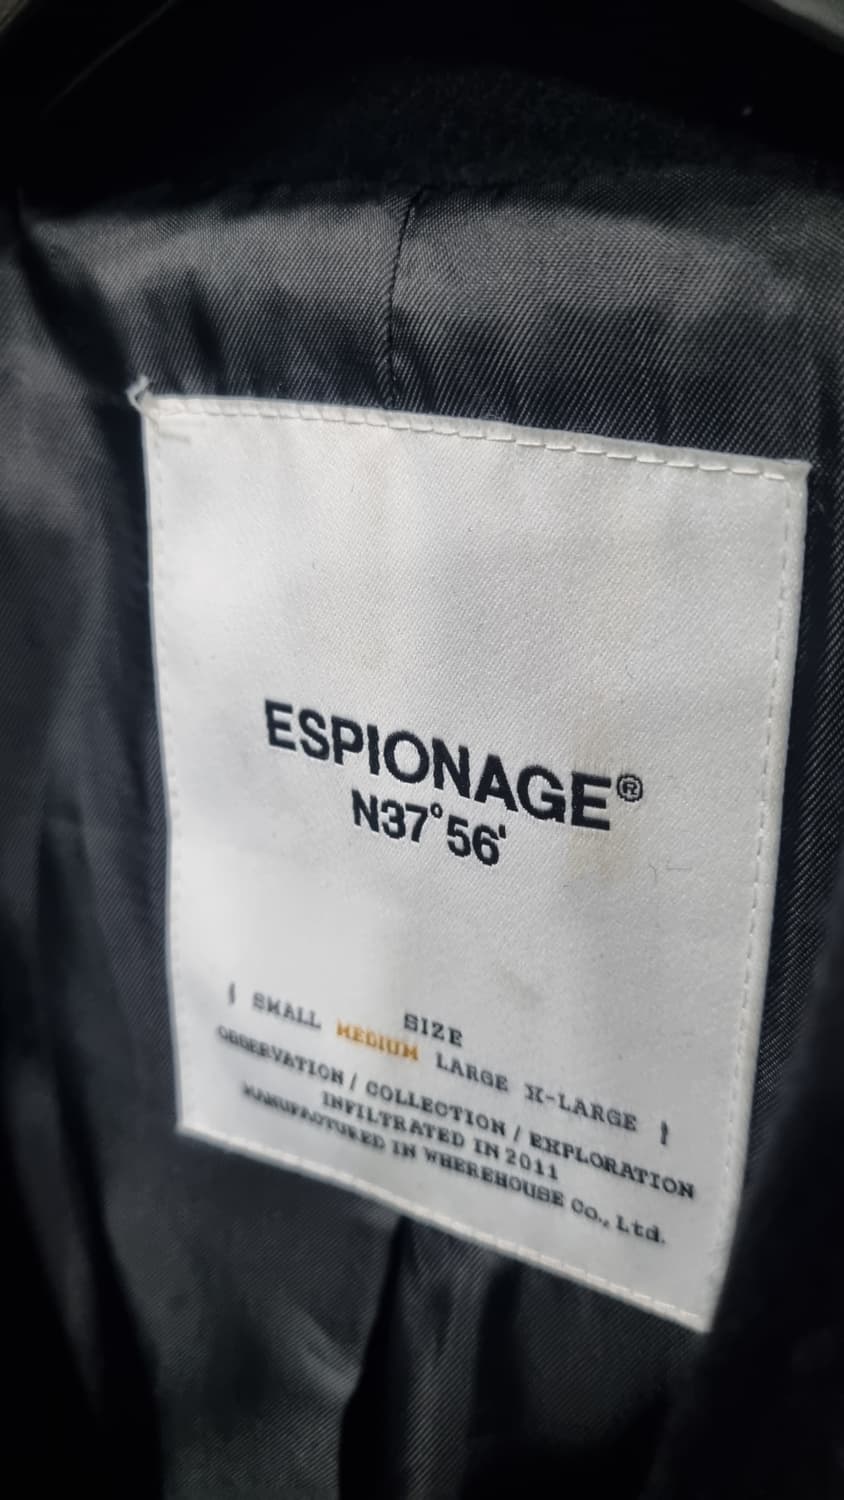 ESPIONAGE®
N37°56'
SIZE
SMALL MEDIUM LARGE X-LARGE
OBSERVATION / COLLECTION / EXPLORATION
INFILTRATED IN 2011
MANUFACTURED IN WHEREHOUSE Co., Ltd.